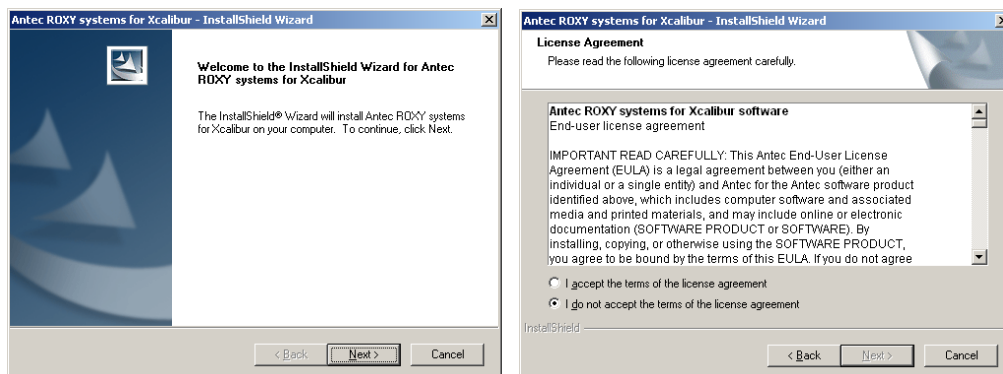 Antec ROXY systems for Xcalibur - InstallShield Wizard
Welcome to the InstallShield Wizard for Antec
ROXY systems for Xcalibur
The InstallShield® Wizard will install Antec ROXY systems
for Xcalibur on your computer. To continue, click Next.
< Back
Next >
Cancel
Antec ROXY systems for Xcalibur - InstallShield Wizard
License Agreement
Please read the following license agreement carefully.
Antec ROXY systems for Xcalibur software
End-user license agreement
IMPORTANT READ CAREFULLY: This Antec End-User License
Agreement (EULA) is a legal agreement between you (either an
individual or a single entity) and Antec for the Antec software product
identified above, which includes computer software and associated
media and printed materials, and may include online or electronic
documentation (SOFTWARE PRODUCT or SOFTWARE). By
installing, copying, or otherwise using the SOFTWARE PRODUCT,
you agree to be bound by the terms of this EULA. If you do not agree
I accept the terms of the license agreement
I do not accept the terms of the license agreement
InstallShield
< Back
Next >
Cancel